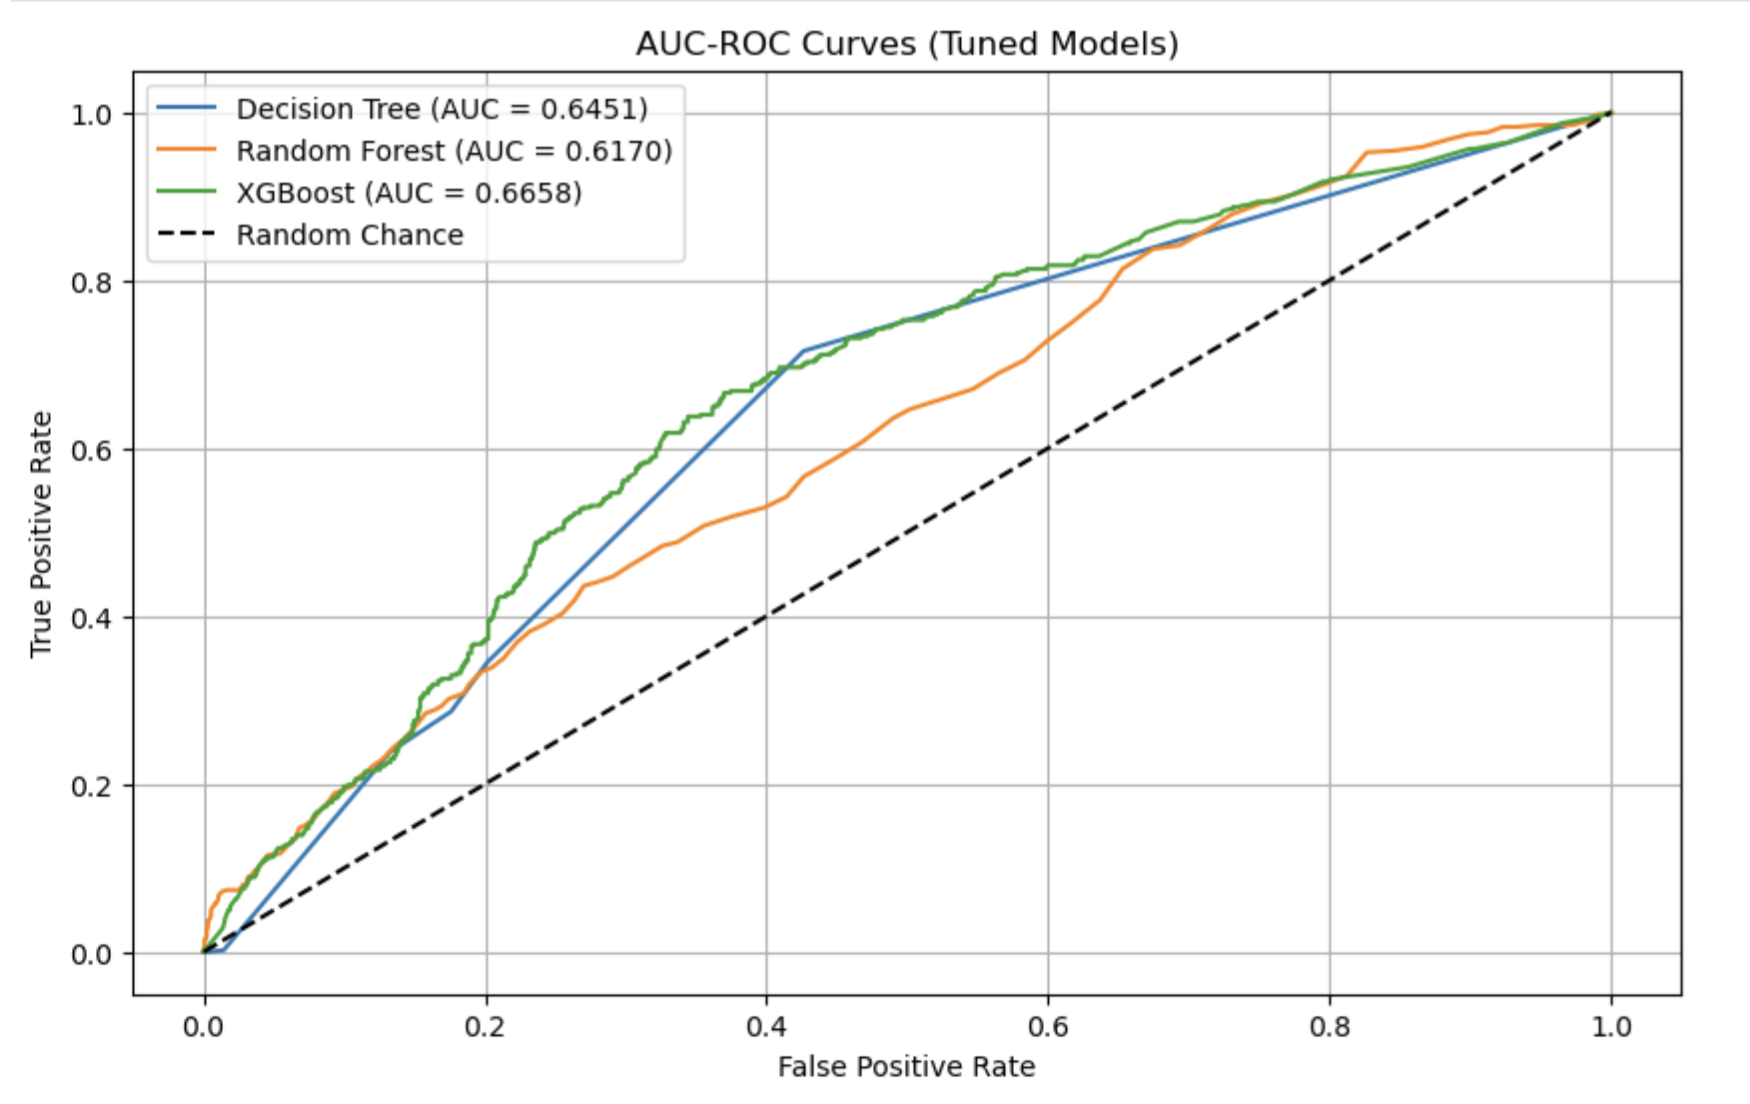 AUC-ROC Curves (Tuned Models)
Decision Tree (AUC = 0.6451)
Random Forest (AUC = 0.6170)
XGBoost (AUC = 0.6658)
Random Chance
True Positive Rate
1.0
0.8
0.6
0.4
0.2
0.0
0.0 0.2 0.4 0.6 0.8 1.0
False Positive Rate